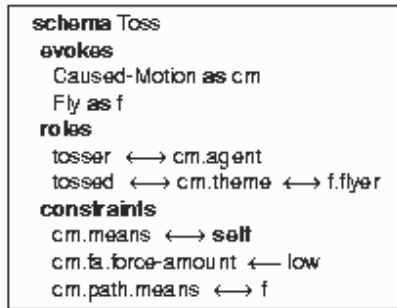 schema Toss
evokes
Caused-Motion as cm
Fly as f
roles
tosser ⟷ cm.agent
tossed ⟷ cm.theme ⟷ f.flyer
constraints
cm.means ⟷ self
cm.fa.force-amount ⟵ low
cm.path.means ⟷ f